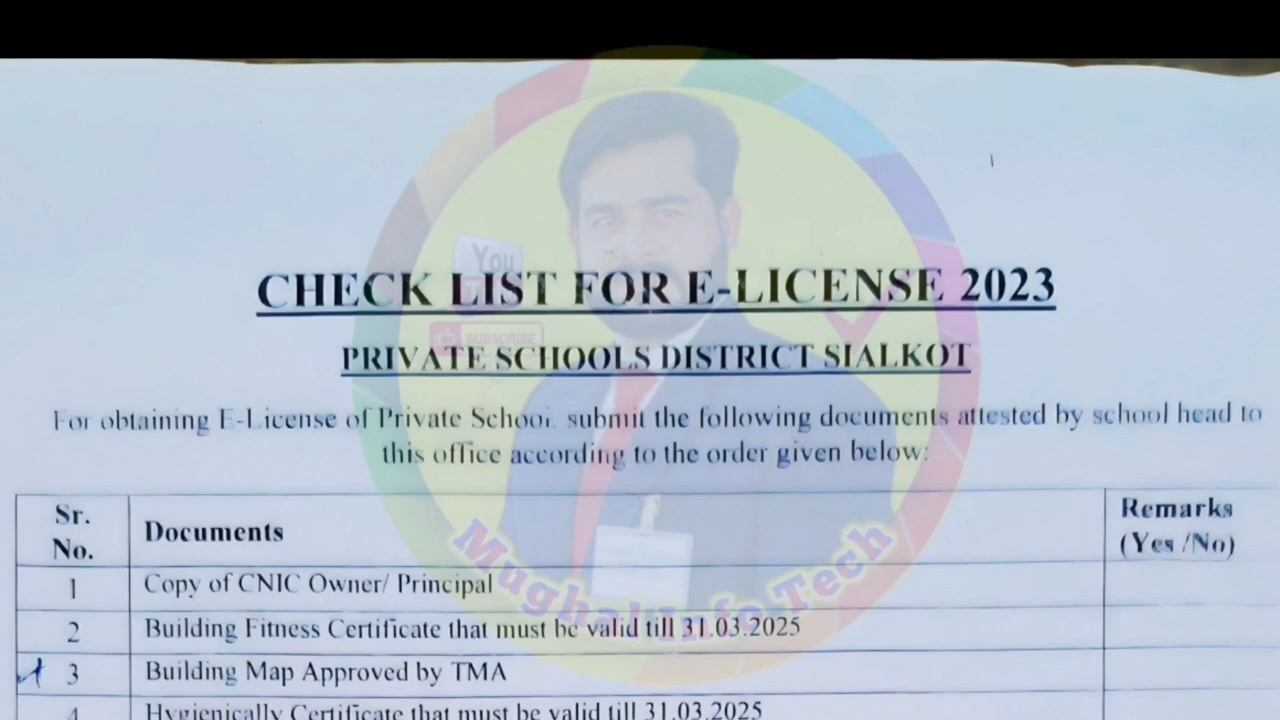 CHECK LIST FOR E-LICENSE 2023
PRIVATE SCHOOLS DISTRICT SIALKOT
For obtaining E-License of Private School submit the following documents attested by school head to
this office according to the order given below:
Sr. No. Documents Remarks (Yes /No)
1 Copy of CNIC Owner/ Principal
2 Building Fitness Certificate that must be valid till 31.03.2025
3 Building Map Approved by TMA
4 Hygienically Certificate that must be valid till 31.03.2025
You
SUBSCRIBE
Mughal Info Tech